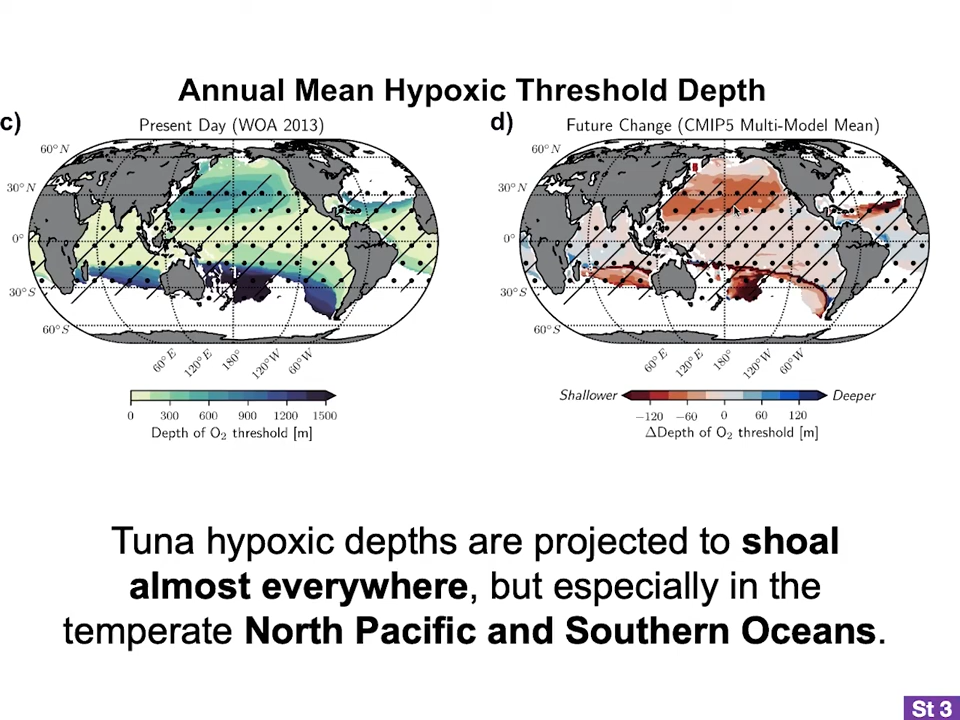 Annual Mean Hypoxic Threshold Depth
c)
Present Day (WOA 2013)
60°N
30°N
0°
30°S
60°S
60°E
120°E
180°
120°W
60°W
0
300
600
900
1200
1500
Depth of O₂ threshold [m]
d)
Future Change (CMIP5 Multi-Model Mean)
60°N
30°N
0°
30°S
60°S
60°E
120°E
180°
120°W
60°W
Shallower
Deeper
−120
−60
0
60
120
ΔDepth of O₂ threshold [m]
Tuna hypoxic depths are projected to shoal
almost everywhere, but especially in the
temperate North Pacific and Southern Oceans.
St 3